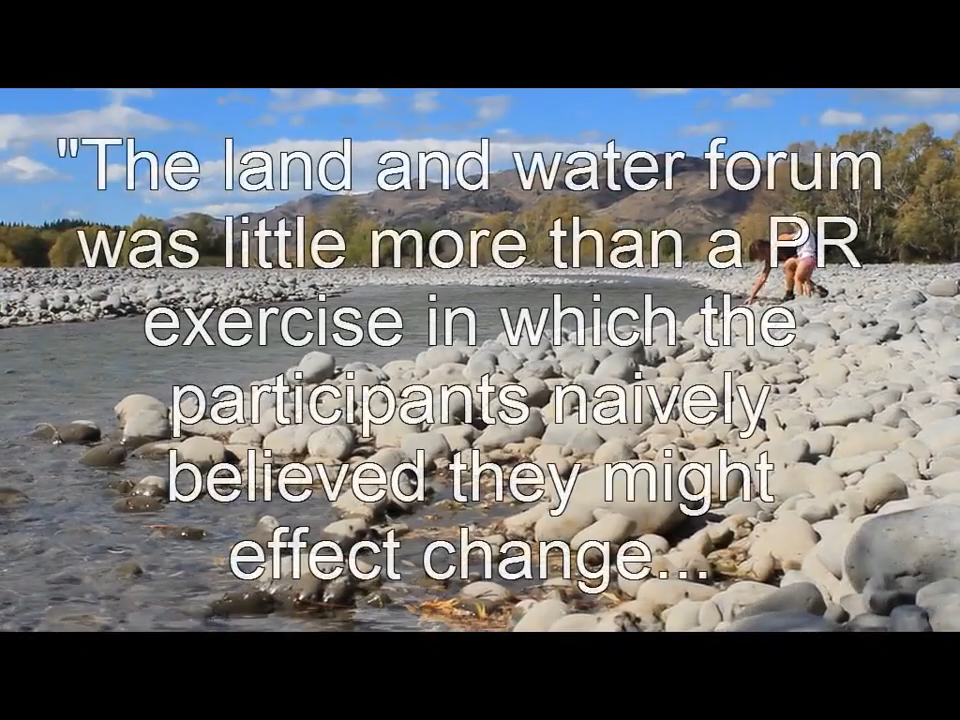 "The land and water forum
was little more than a PR
exercise in which the
participants naively
believed they might
effect change...